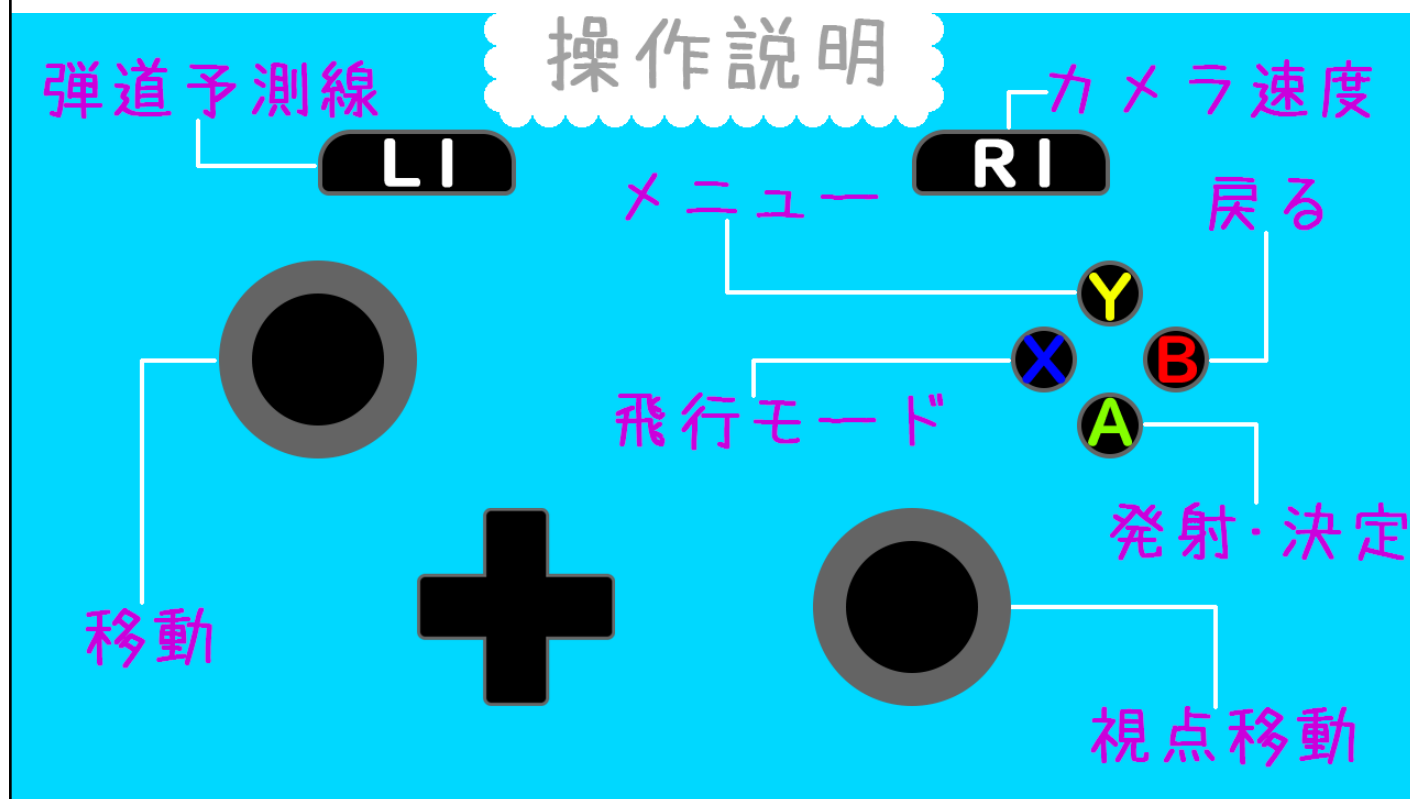 操作説明
弾道予測線
カメラ速度
L1
R1
メニュー
戻る
Y
X
B
飛行モード
A
発射・決定
移動
視点移動